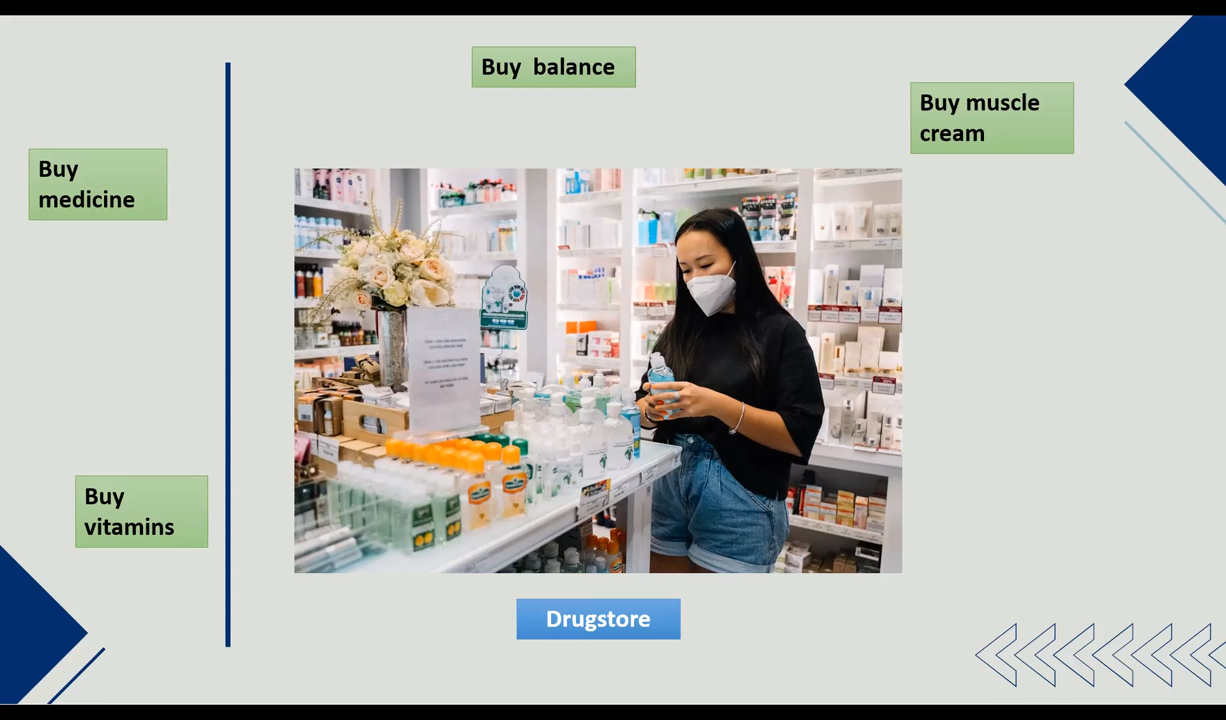 Buy balance
Buy muscle
cream
Buy
medicine
Buy
vitamins
Drugstore